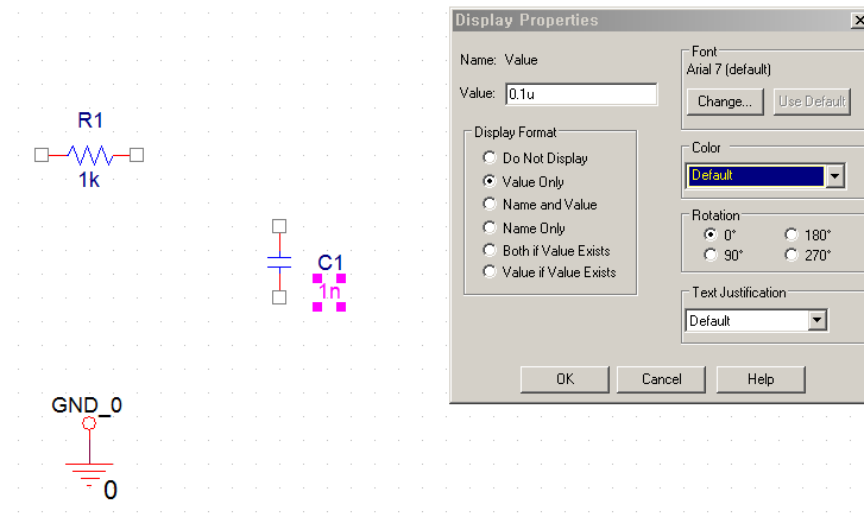 R1
1k
C1
1n
GND_0
0
Display Properties
Name: Value
Value: 0.1u
Display Format
Do Not Display
Value Only
Name and Value
Name Only
Both if Value Exists
Value if Value Exists
Font
Arial 7 (default)
Change... Use Default
Color
Default
Rotation
0° 180°
90° 270°
Text Justification
Default
OK Cancel Help